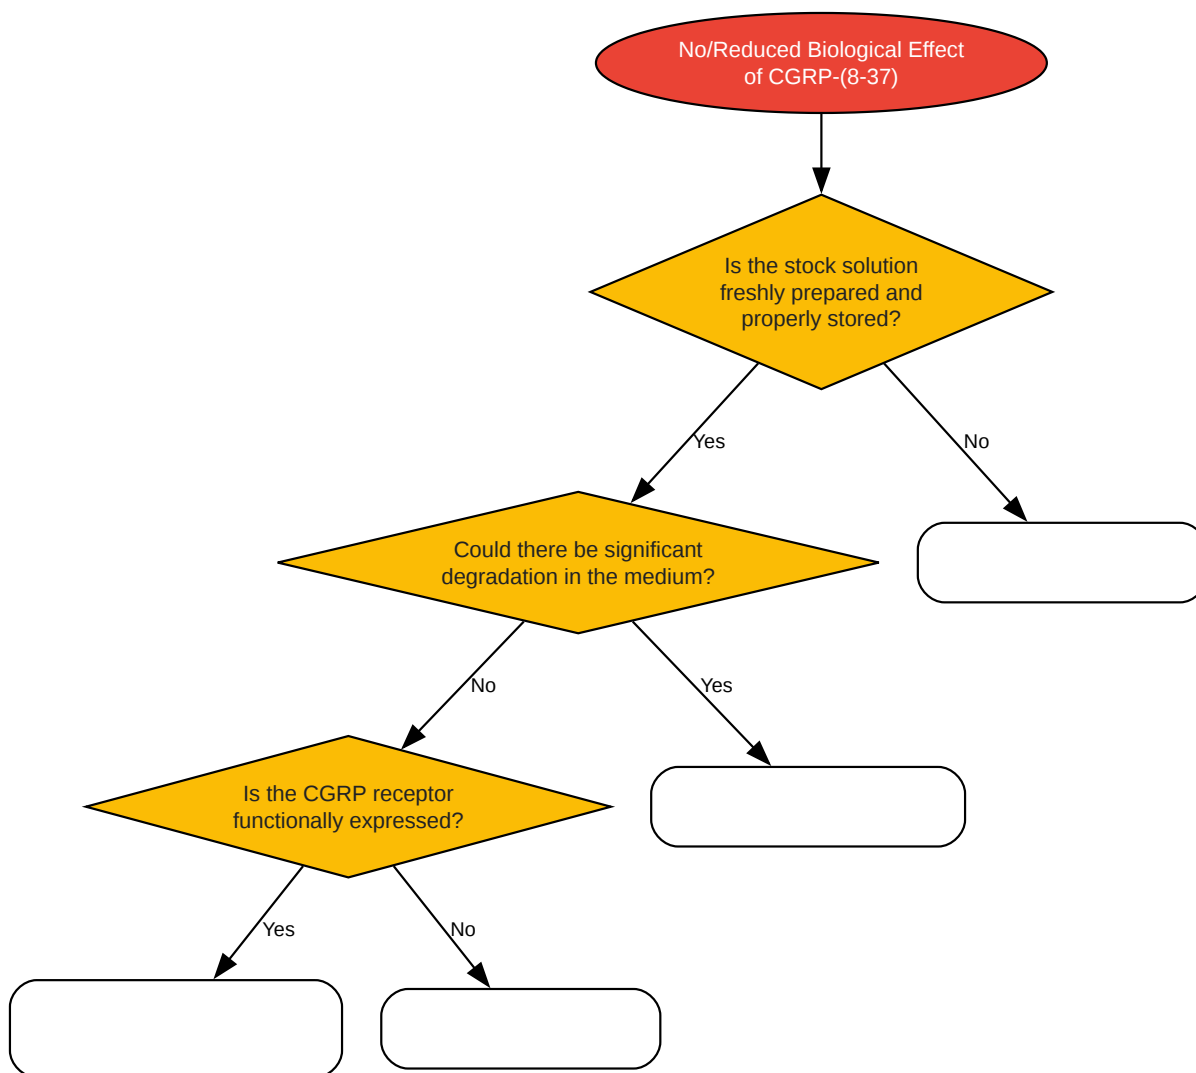 No/Reduced Biological Effect
of CGRP-(8-37)
Is the stock solution
freshly prepared and
properly stored?
Yes
No
Could there be significant
degradation in the medium?
No
Yes
Is the CGRP receptor
functionally expressed?
Yes
No